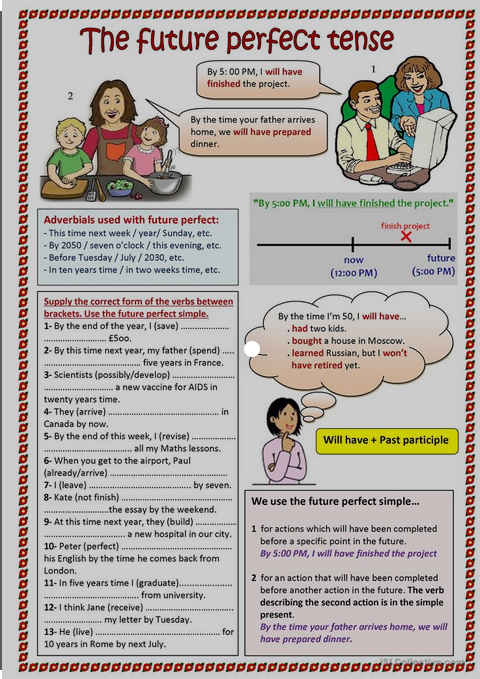 The future perfect tense
2
By 5: 00 PM, I will have
finished the project.
1
By the time your father arrives
home, we will have prepared
dinner.
Adverbials used with future perfect:
- This time next week / year/ Sunday, etc.
- By 2050 / seven o'clock / this evening, etc.
- Before Tuesday / July / 2030, etc.
- In ten years time / in two weeks time, etc.
"By 5:00 PM, I will have finished the project."
finish project
now
(12:00 PM)
future
(5:00 PM)
Supply the correct form of the verbs between
brackets. Use the future perfect simple.
1- By the end of the year, I (save) .....................
............................ £5oo.
2- By this time next year, my father (spend) .....
.................................... five years in France.
3- Scientists (possibly/develop) ........................
........................... a new vaccine for AIDS in
twenty years time.
4- They (arrive) ......................................... in
Canada by now.
5- By the end of this week, I (revise) .................
................................. all my Maths lessons.
6- When you get to the airport, Paul
(already/arrive) ............................................
7- I (leave) ........................................... by seven.
8- Kate (not finish) ........................................
........................the essay by the weekend.
9- At this time next year, they (build) ...............
............................... a new hospital in our city.
10- Peter (perfect) ........................................
his English by the time he comes back from
London.
11- In five years time I (graduate)....................
.................................... from university.
12- I think Jane (receive) ................................
........................... my letter by Tuesday.
13- He (live) ............................................ for
10 years in Rome by next July.
By the time I'm 50, I will have...
. had two kids.
. bought a house in Moscow.
. learned Russian, but I won't
have retired yet.
Will have + Past participle
We use the future perfect simple...
1 for actions which will have been completed
before a specific point in the future.
By 5:00 PM, I will have finished the project
2 for an action that will have been completed
before another action in the future. The verb
describing the second action is in the simple
present.
By the time your father arrives home, we will
have prepared dinner.
iSLCollective.com